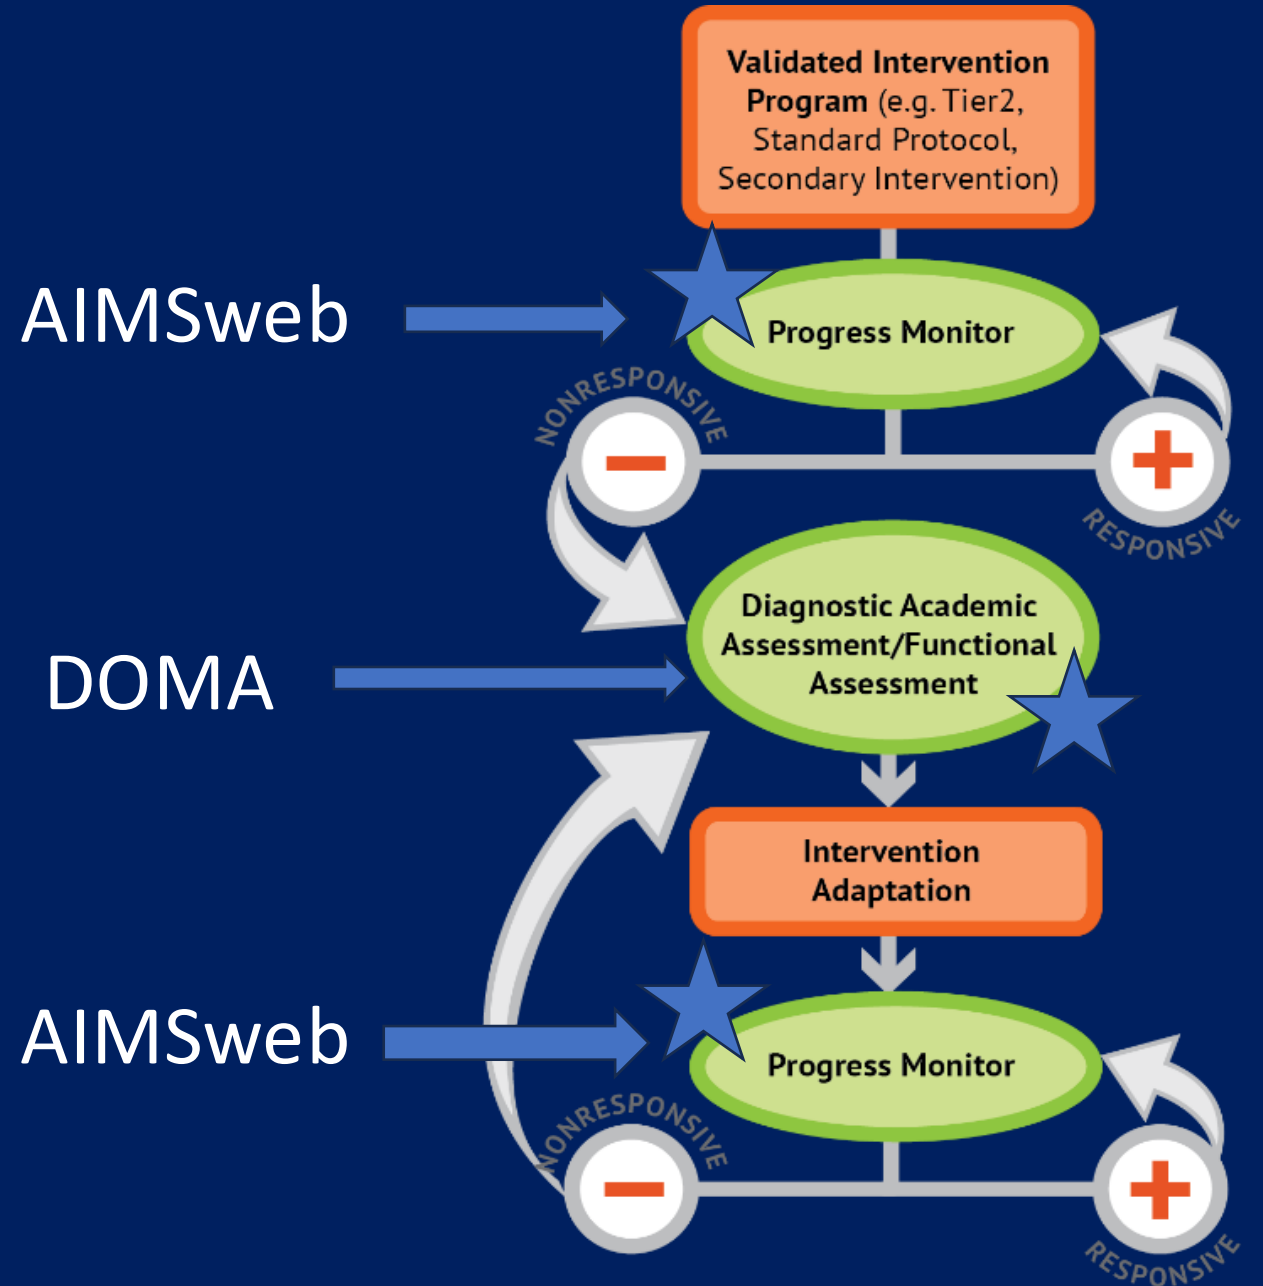 Validated Intervention
Program (e.g. Tier2,
Standard Protocol,
Secondary Intervention)
AIMSweb
Progress Monitor
NONRESPONSIVE
RESPONSIVE
Diagnostic Academic
Assessment/Functional
Assessment
DOMA
Intervention
Adaptation
AIMSweb
Progress Monitor
NONRESPONSIVE
RESPONSIVE